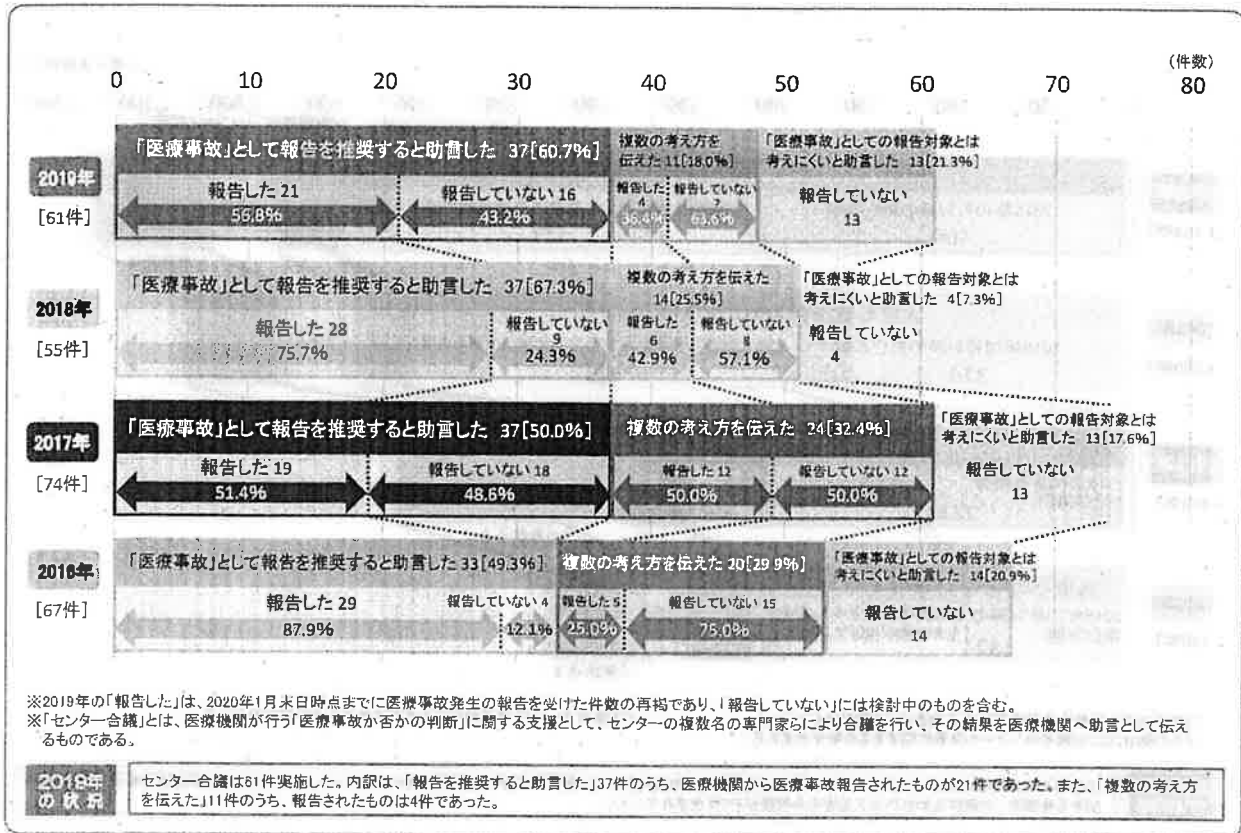 (件数)
0 10 20 30 40 50 60 70 80
2019年
[61件]
「医療事故」として報告を推奨すると助言した 37[60.7%]
複数の考え方を
伝えた 11[18.0%]
「医療事故」としての報告対象とは
考えにくいと助言した 13[21.3%]
報告した 21
56.8%
報告していない 16
43.2%
報告した
4
36.4%
報告していない
7
63.6%
報告していない
13
2018年
[55件]
「医療事故」として報告を推奨すると助言した 37[67.3%]
複数の考え方を伝えた
14[25.5%]
「医療事故」としての報告対象とは
考えにくいと助言した 4[7.3%]
報告した 28
75.7%
報告していない
9
24.3%
報告した
6
42.9%
報告していない
8
57.1%
報告していない
4
2017年
[74件]
「医療事故」として報告を推奨すると助言した 37[50.0%]
複数の考え方を伝えた 24[32.4%]
「医療事故」としての報告対象とは
考えにくいと助言した 13[17.6%]
報告した 19
51.4%
報告していない 18
48.6%
報告した 12
50.0%
報告していない 12
50.0%
報告していない
13
2016年
[67件]
「医療事故」として報告を推奨すると助言した 33[49.3%]
複数の考え方を伝えた 20[29.9%]
「医療事故」としての報告対象とは
考えにくいと助言した 14[20.9%]
報告した 29
87.9%
報告していない 4
12.1%
報告した 5
25.0%
報告していない 15
75.0%
報告していない
14
※2019年の「報告した」は、2020年1月末日時点までに医療事故発生の報告を受けた件数の再掲であり、「報告していない」には検討中のものを含む。
※「センター合議」とは、医療機関が行う「医療事故か否かの判断」に関する支援として、センターの複数名の専門家らにより合議を行い、その結果を医療機関へ助言として伝え
るものである。
2019年
の状況
センター合議は61件実施した。内訳は、「報告を推奨すると助言した」37件のうち、医療機関から医療事故報告されたものが21件であった。また、「複数の考え方
を伝えた」11件のうち、報告されたものは4件であった。